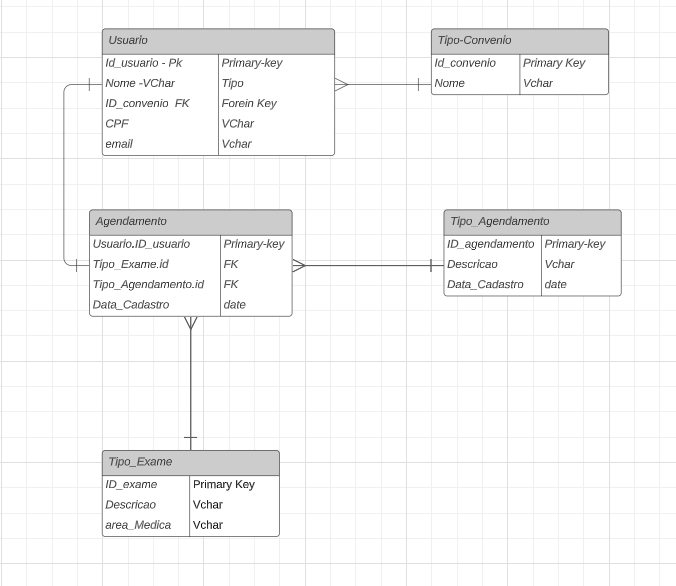 Usuario
Id_usuario - Pk Primary-key
Nome -VChar Tipo
ID_convenio FK Forein Key
CPF VChar
email Vchar
Tipo-Convenio
Id_convenio Primary Key
Nome Vchar
Agendamento
Usuario.ID_usuario Primary-key
Tipo_Exame.id FK
Tipo_Agendamento.id FK
Data_Cadastro date
Tipo_Agendamento
ID_agendamento Primary-key
Descricao Vchar
Data_Cadastro date
Tipo_Exame
ID_exame Primary Key
Descricao Vchar
area_Medica Vchar